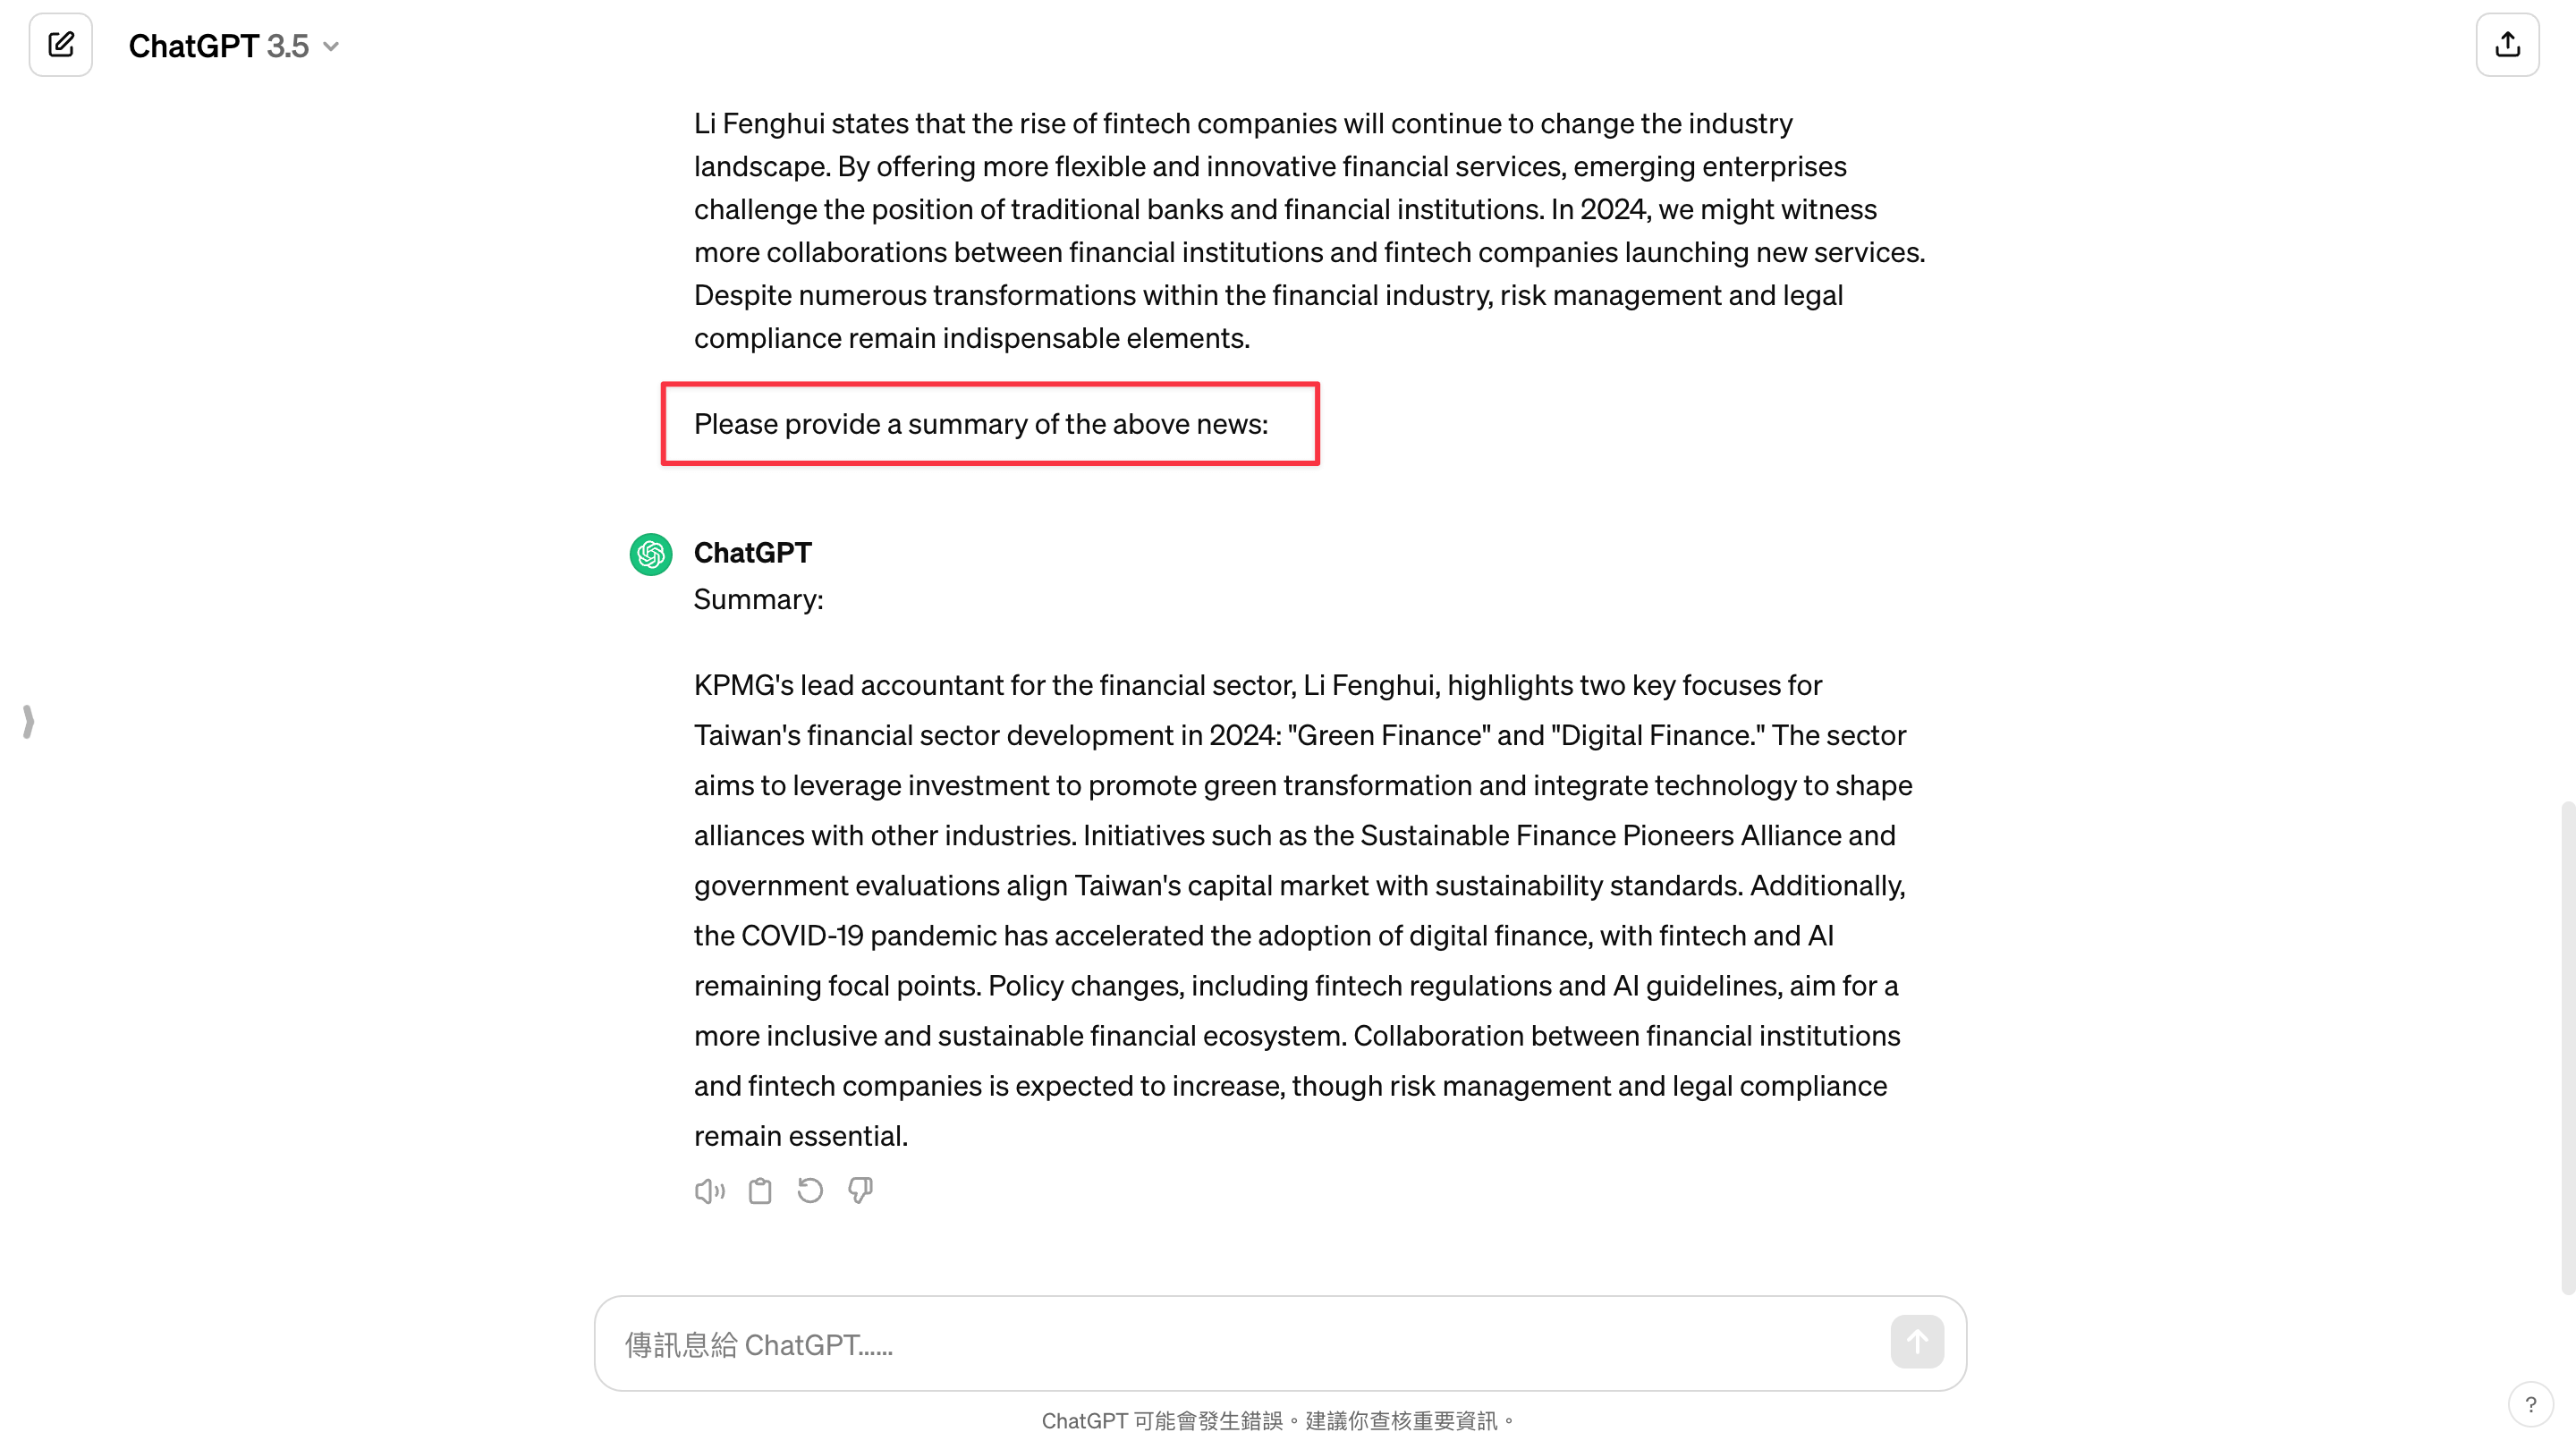 ChatGPT 3.5
Li Fenghui states that the rise of fintech companies will continue to change the industry
landscape. By offering more flexible and innovative financial services, emerging enterprises
challenge the position of traditional banks and financial institutions. In 2024, we might witness
more collaborations between financial institutions and fintech companies launching new services.
Despite numerous transformations within the financial industry, risk management and legal
compliance remain indispensable elements.
Please provide a summary of the above news:
ChatGPT
Summary:
KPMG's lead accountant for the financial sector, Li Fenghui, highlights two key focuses for
Taiwan's financial sector development in 2024: "Green Finance" and "Digital Finance." The sector
aims to leverage investment to promote green transformation and integrate technology to shape
alliances with other industries. Initiatives such as the Sustainable Finance Pioneers Alliance and
government evaluations align Taiwan's capital market with sustainability standards. Additionally,
the COVID-19 pandemic has accelerated the adoption of digital finance, with fintech and AI
remaining focal points. Policy changes, including fintech regulations and AI guidelines, aim for a
more inclusive and sustainable financial ecosystem. Collaboration between financial institutions
and fintech companies is expected to increase, though risk management and legal compliance
remain essential.
傳訊息給 ChatGPT......
ChatGPT 可能會發生錯誤。建議你查核重要資訊。
?